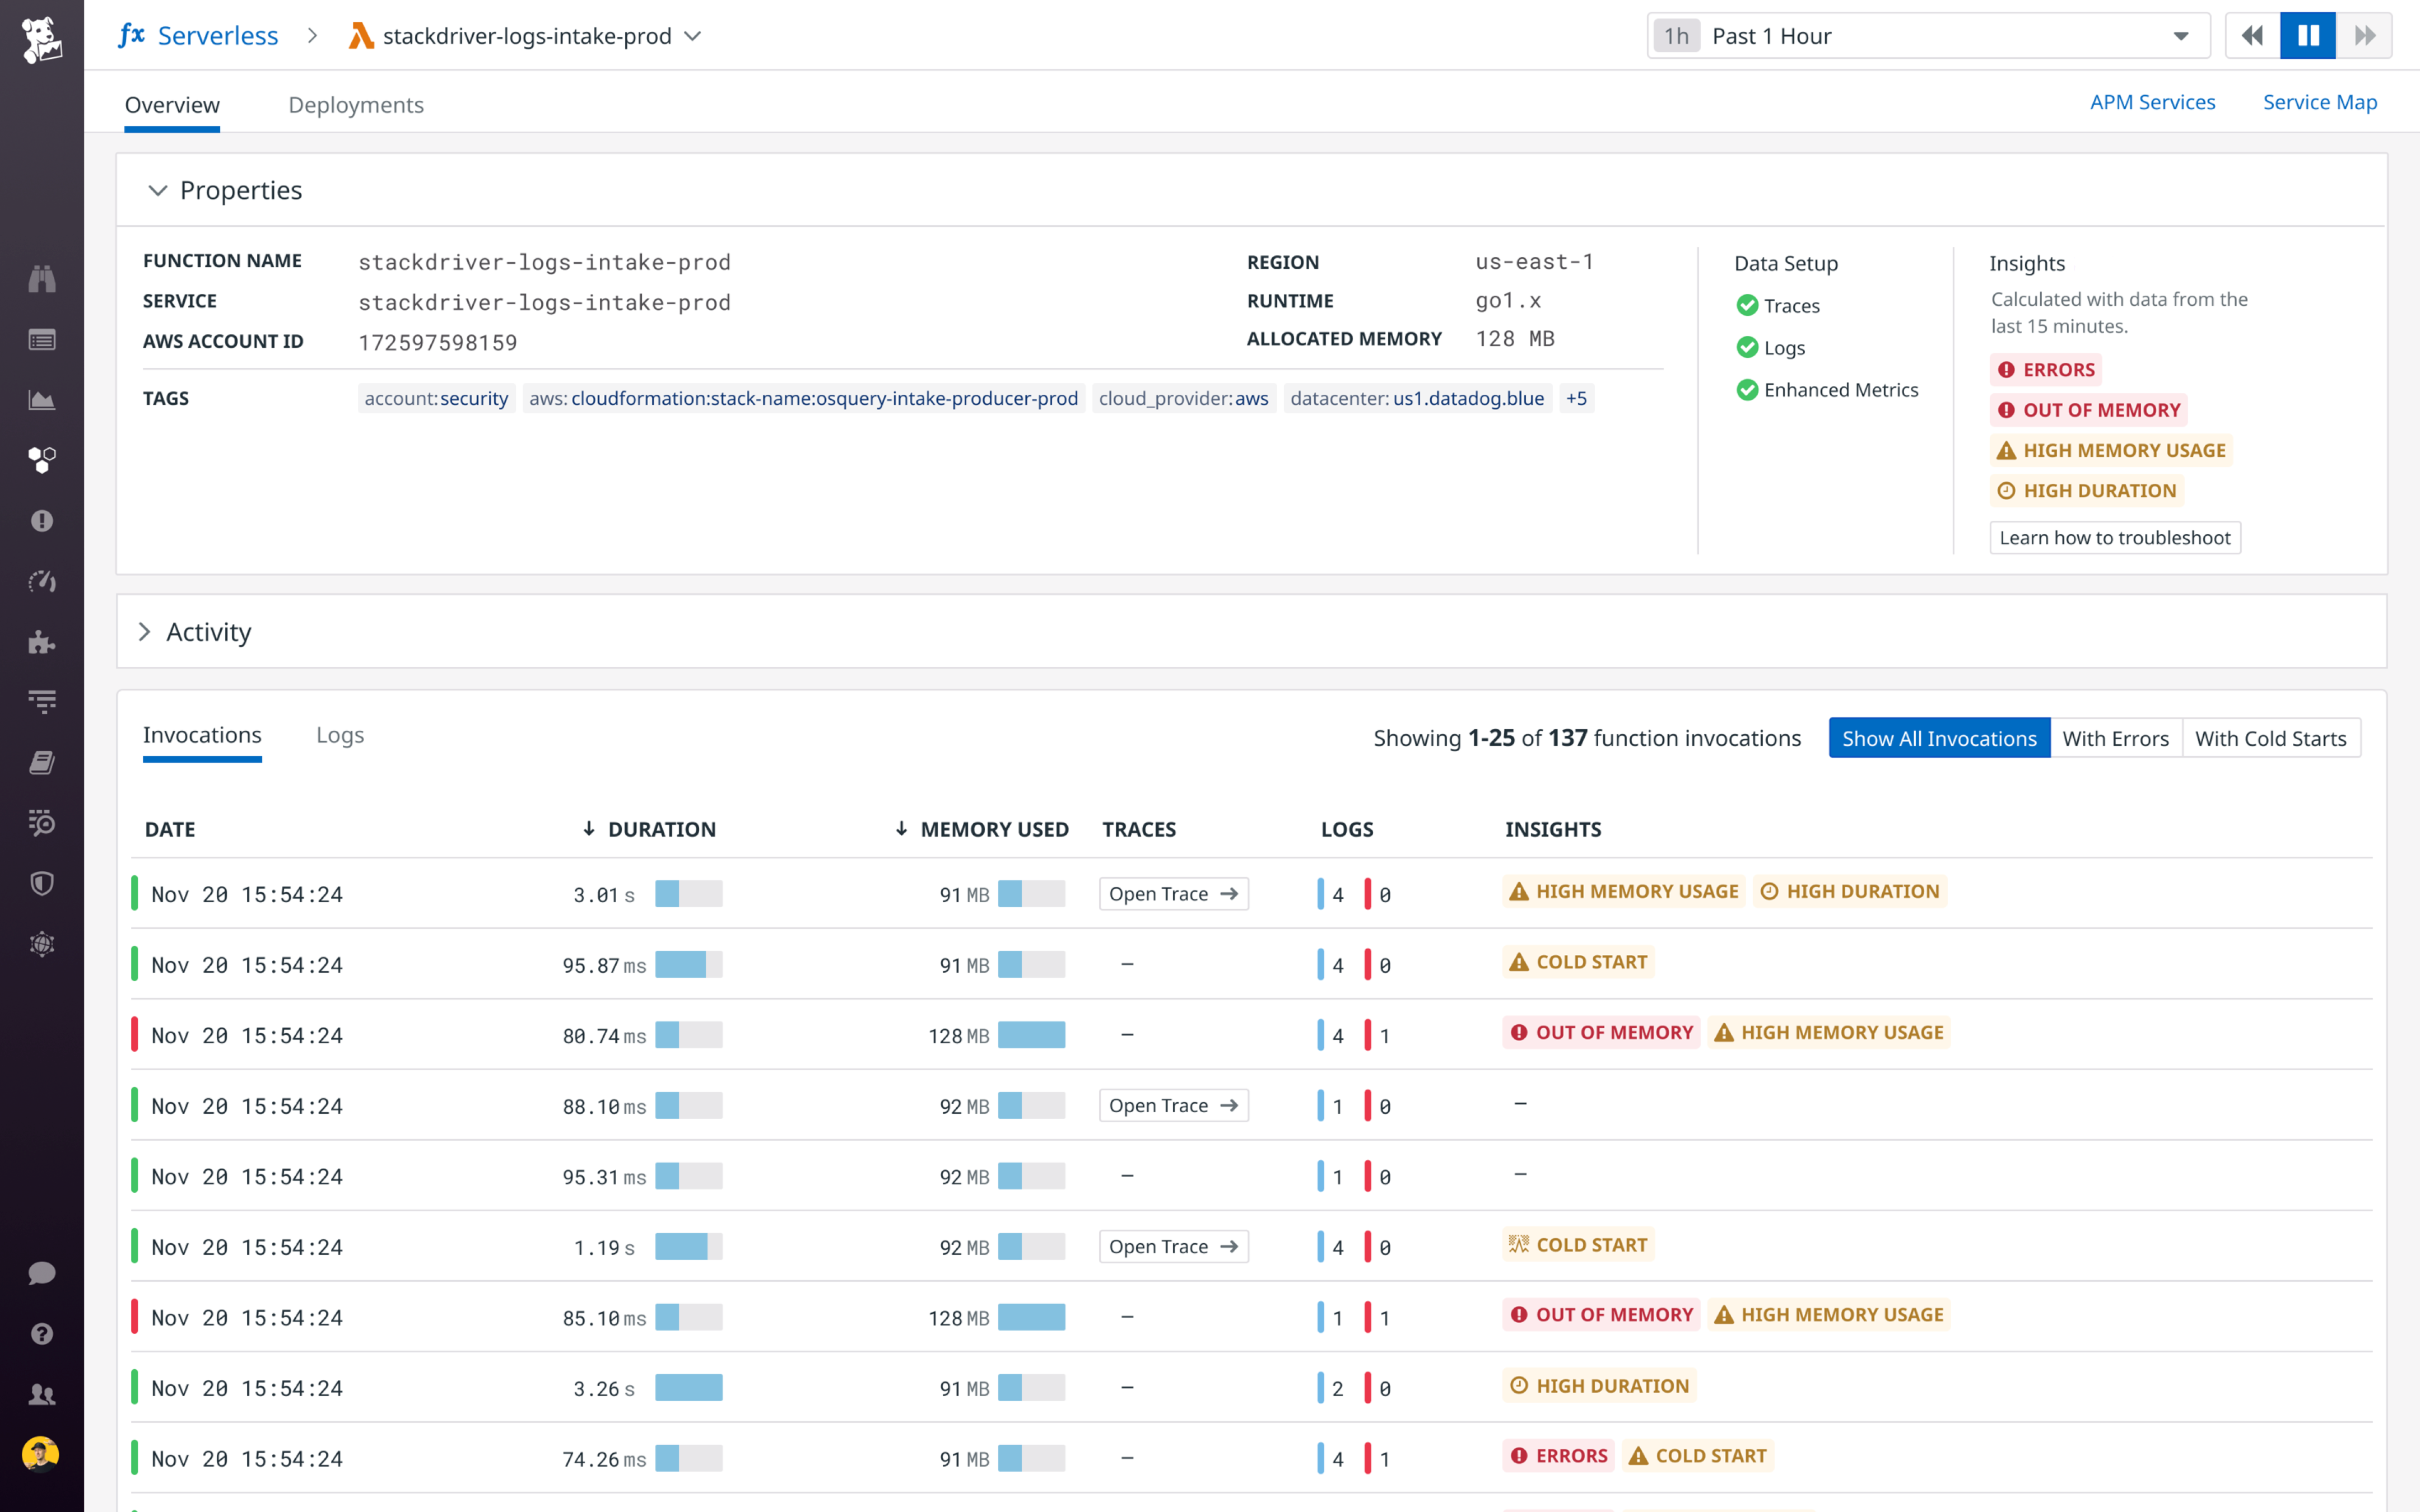 fx Serverless > stackdriver-logs-intake-prod
1h Past 1 Hour
Overview Deployments
APM Services Service Map
Properties
FUNCTION NAME stackdriver-logs-intake-prod
SERVICE stackdriver-logs-intake-prod
AWS ACCOUNT ID 172597598159
REGION us-east-1
RUNTIME go1.x
ALLOCATED MEMORY 128 MB
TAGS account:security aws:cloudformation:stack-name:osquery-intake-producer-prod cloud_provider:aws datacenter:us1.datadog.blue +5
Data Setup
Traces
Logs
Enhanced Metrics
Insights
Calculated with data from the
last 15 minutes.
ERRORS
OUT OF MEMORY
HIGH MEMORY USAGE
HIGH DURATION
Learn how to troubleshoot
Activity
Invocations Logs
Showing 1-25 of 137 function invocations
Show All Invocations With Errors With Cold Starts
DATE ↓ DURATION ↓ MEMORY USED TRACES LOGS INSIGHTS
Nov 20 15:54:24 3.01 s 91 MB Open Trace → 4 0 HIGH MEMORY USAGE HIGH DURATION
Nov 20 15:54:24 95.87 ms 91 MB – 4 0 COLD START
Nov 20 15:54:24 80.74 ms 128 MB – 4 1 OUT OF MEMORY HIGH MEMORY USAGE
Nov 20 15:54:24 88.10 ms 92 MB Open Trace → 1 0 –
Nov 20 15:54:24 95.31 ms 92 MB – 1 0 –
Nov 20 15:54:24 1.19 s 92 MB Open Trace → 4 0 COLD START
Nov 20 15:54:24 85.10 ms 128 MB – 1 1 OUT OF MEMORY HIGH MEMORY USAGE
Nov 20 15:54:24 3.26 s 91 MB – 2 0 HIGH DURATION
Nov 20 15:54:24 74.26 ms 91 MB – 4 1 ERRORS COLD START